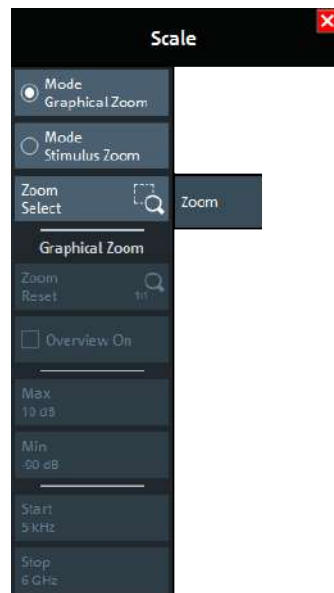 Scale
Mode
Graphical Zoom
Mode
Stimulus Zoom
Zoom
Select
Zoom
Graphical Zoom
Zoom
Reset
1:1
Overview On
Max
10 dB
Min
-90 dB
Start
5 kHz
Stop
6 GHz